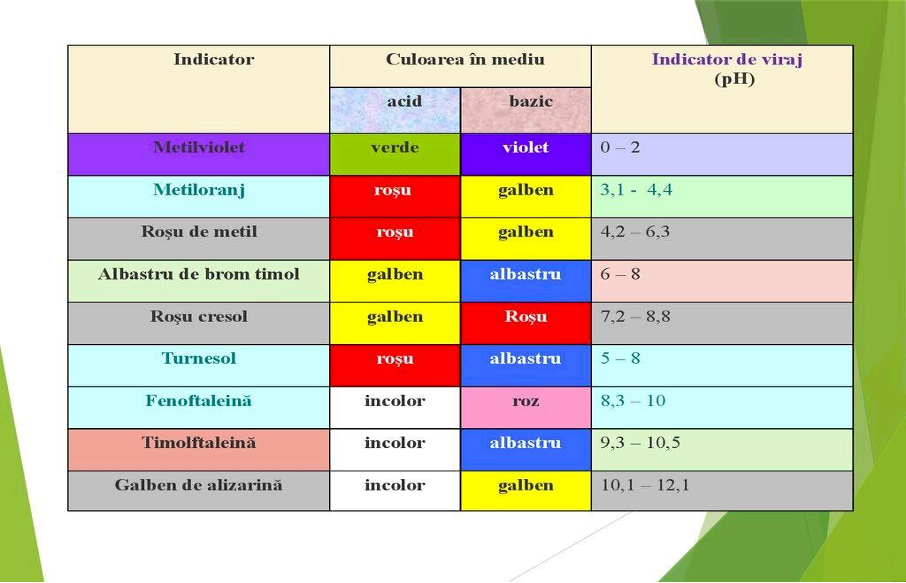 Indicator Culoarea în mediu Indicator de viraj
(pH)
acid bazic
Metilviolet verde violet 0 – 2
Metiloranj roşu galben 3,1 - 4,4
Roşu de metil roşu galben 4,2 – 6,3
Albastru de brom timol galben albastru 6 – 8
Roşu cresol galben Roşu 7,2 – 8,8
Turnesol roşu albastru 5 – 8
Fenoftaleină incolor roz 8,3 – 10
Timolftaleină incolor albastru 9,3 – 10,5
Galben de alizarină incolor galben 10,1 – 12,1